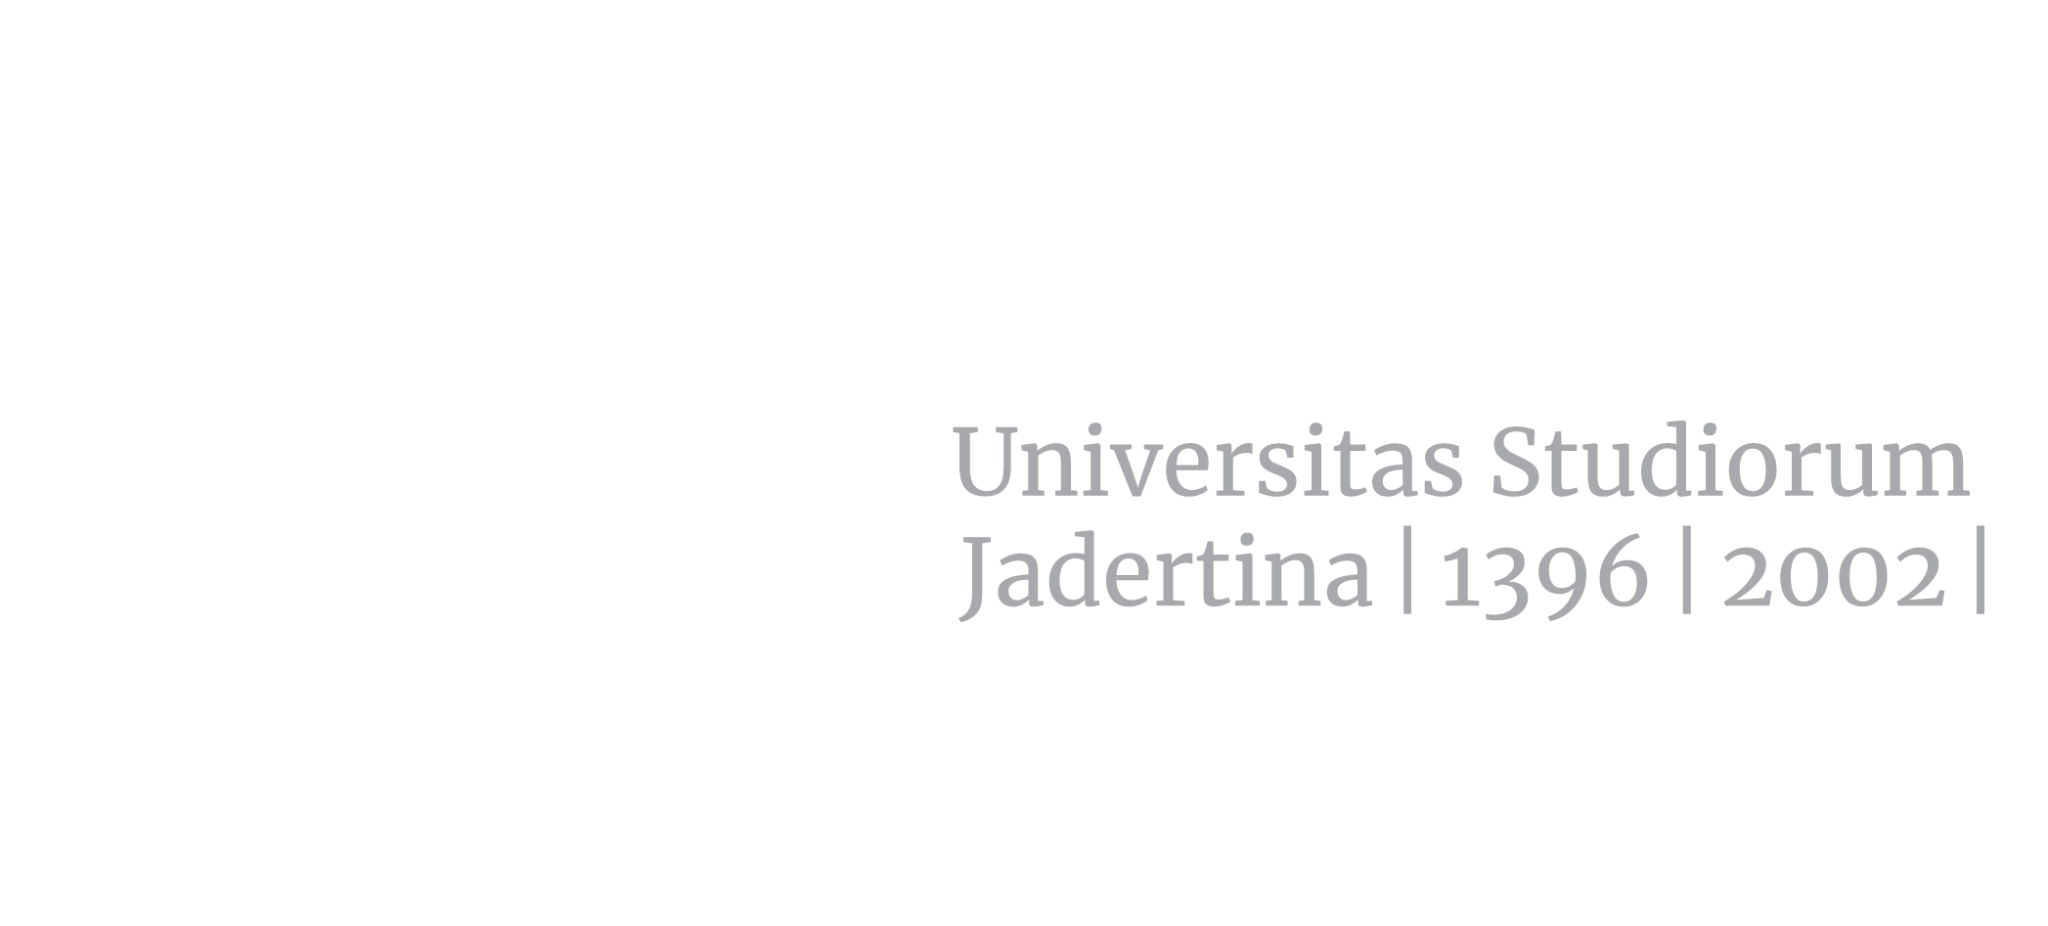 Universitas Studiorum
Jadertina | 1396 | 2002 |